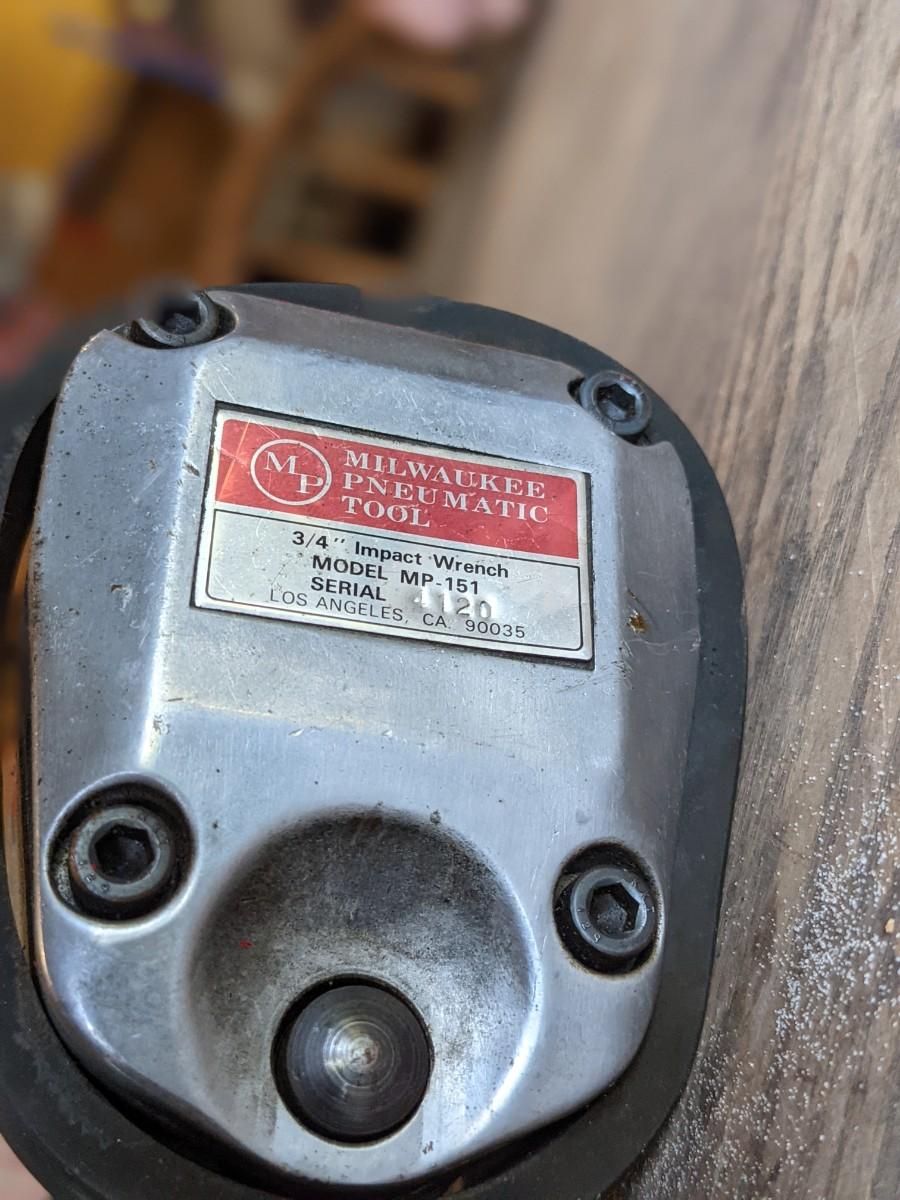 MP
MILWAUKEE
PNEUMATIC
TOOL
3/4" Impact Wrench
MODEL MP-151
SERIAL 4120
LOS ANGELES, CA. 90035